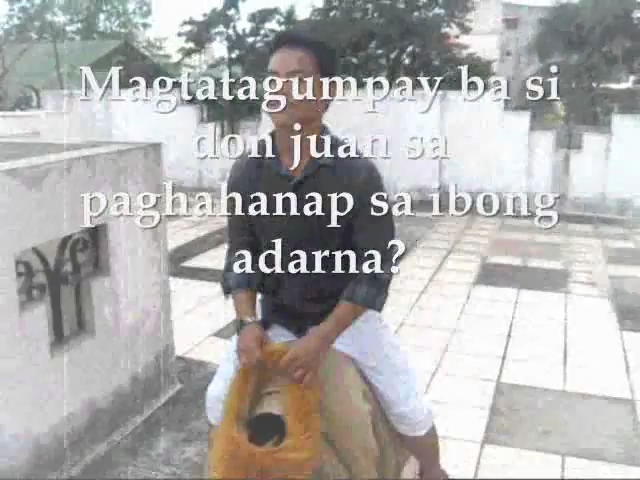 Magtatagumpay ba si
don juan sa
paghahanap sa ibong
adarna?